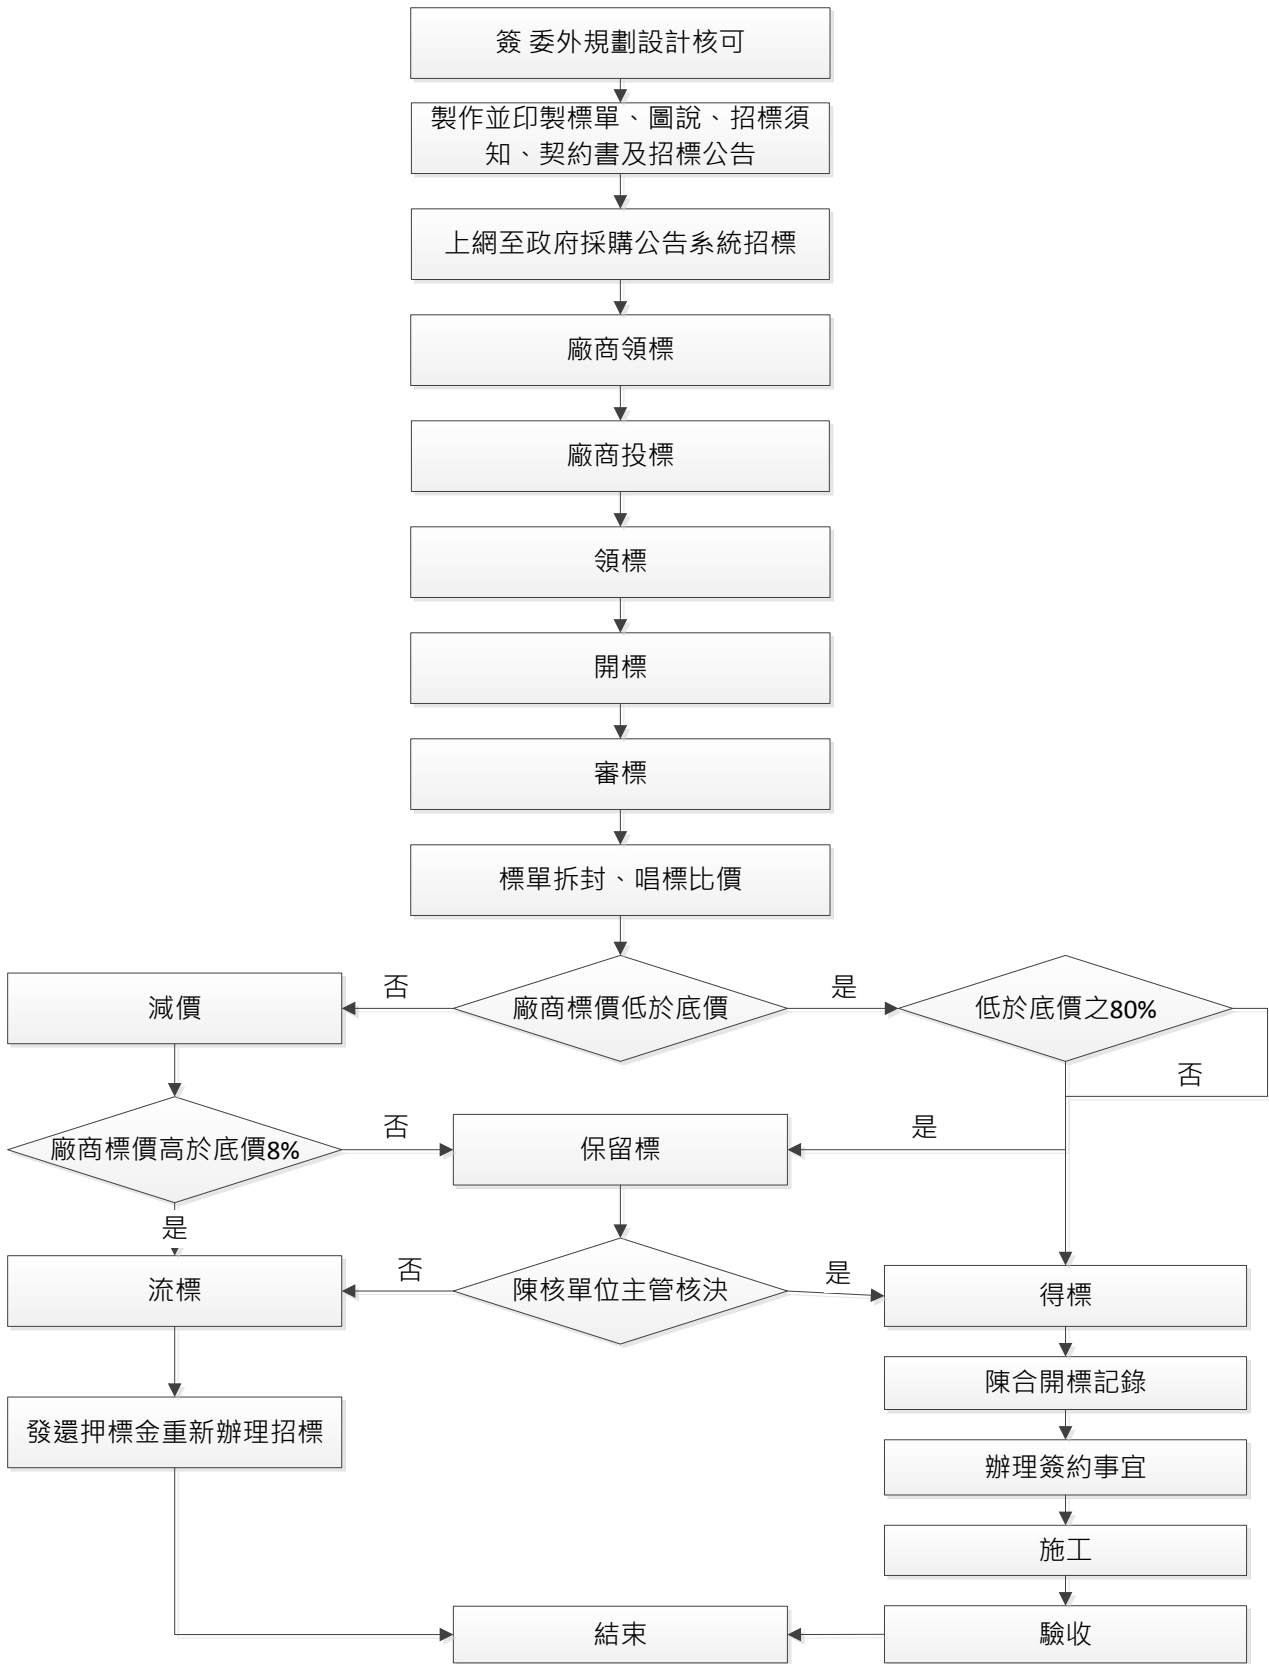 簽 委外規劃設計核可
製作並印製標單、圖說、招標須
知、契約書及招標公告
上網至政府採購公告系統招標
廠商領標
廠商投標
領標
開標
審標
標單拆封、唱標比價
減價
否
廠商標價低於底價
是
低於底價之80%
否
廠商標價高於底價8%
否
保留標
是
是
流標
否
陳核單位主管核決
是
得標
陳合開標記錄
發還押標金重新辦理招標
辦理簽約事宜
施工
結束
驗收